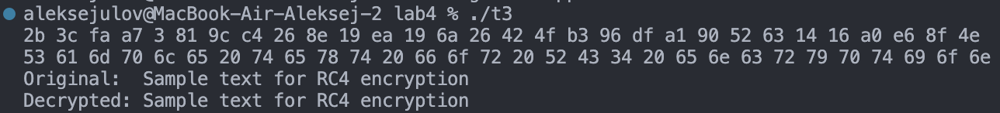 aleksejulov@MacBook-Air-Aleksej-2 lab4 % ./t3
2b 3c fa a7 3 81 9c c4 26 8e 19 ea 19 6a 26 42 4f b3 96 df a1 90 52 63 14 16 a0 e6 8f 4e
53 61 6d 70 6c 65 20 74 65 78 74 20 66 6f 72 20 52 43 34 20 65 6e 63 72 79 70 74 69 6f 6e
Original:  Sample text for RC4 encryption
Decrypted: Sample text for RC4 encryption